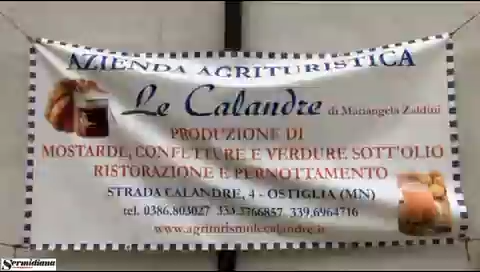 AZIENDA AGRITURISTICA
Le Calandre di Mariangela Zaldini
PRODUZIONE DI
MOSTARDE, CONFETTURE E VERDURE SOTT'OLIO
RISTORAZIONE E PERNOTTAMENTO
STRADA CALANDRE, 4 - OSTIGLIA (MN)
tel. 0386.803027 333.3766857 339.6964716
www.agriturismolecalandre.it
Sermidiana